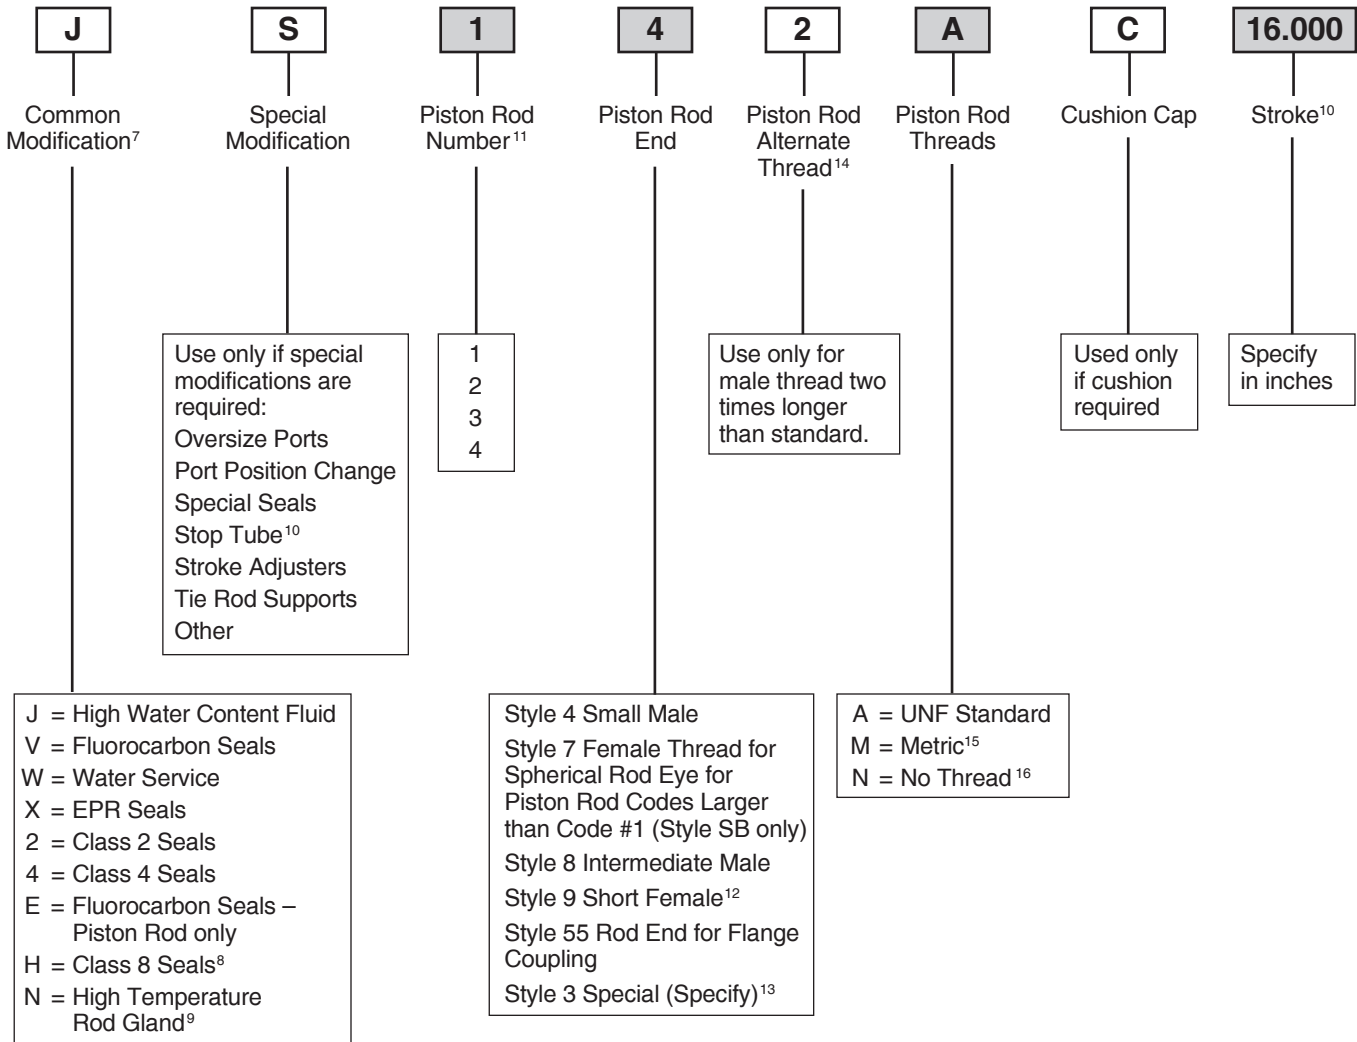 J S 1 4 2 A C 16.000
Common
Modification⁷
Special
Modification
Piston Rod
Number¹¹
Piston Rod
End
Piston Rod
Alternate
Thread¹⁴
Piston Rod
Threads
Cushion Cap
Stroke¹⁰
Use only if special
modifications are
required:
Oversize Ports
Port Position Change
Special Seals
Stop Tube¹⁰
Stroke Adjusters
Tie Rod Supports
Other
1
2
3
4
Use only for
male thread two
times longer
than standard.
Used only
if cushion
required
Specify
in inches
J = High Water Content Fluid
V = Fluorocarbon Seals
W = Water Service
X = EPR Seals
2 = Class 2 Seals
4 = Class 4 Seals
E = Fluorocarbon Seals –
Piston Rod only
H = Class 8 Seals⁸
N = High Temperature
Rod Gland⁹
Style 4 Small Male
Style 7 Female Thread for
Spherical Rod Eye for
Piston Rod Codes Larger
than Code #1 (Style SB only)
Style 8 Intermediate Male
Style 9 Short Female¹²
Style 55 Rod End for Flange
Coupling
Style 3 Special (Specify)¹³
A = UNF Standard
M = Metric¹⁵
N = No Thread¹⁶